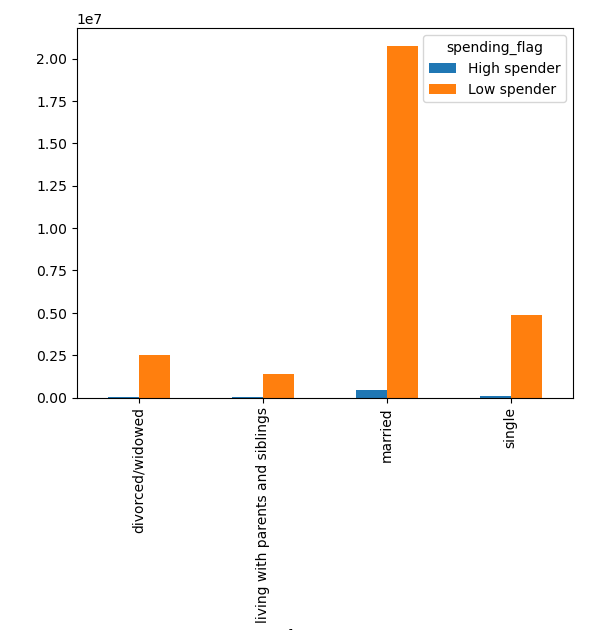 1e7
spending_flag
High spender
Low spender
2.00
1.75
1.50
1.25
1.00
0.75
0.50
0.25
0.00
divorced/widowed
living with parents and siblings
married
single